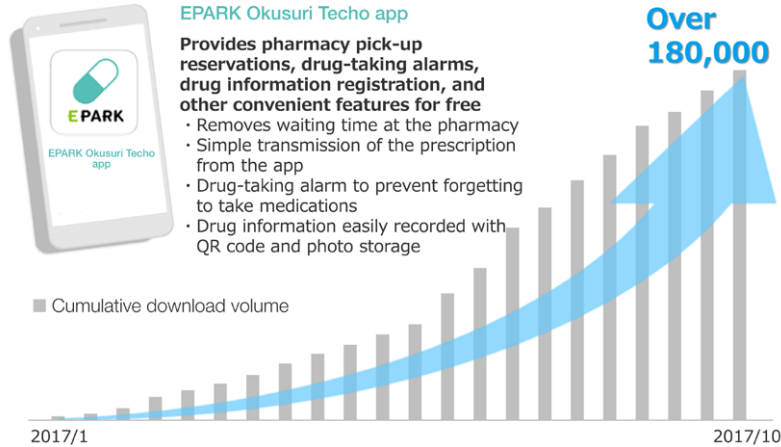 EPARK Okusuri Techo app
Provides pharmacy pick-up
reservations, drug-taking alarms,
drug information registration, and
other convenient features for free
・Removes waiting time at the pharmacy
・Simple transmission of the prescription
from the app
・Drug-taking alarm to prevent forgetting
to take medications
・Drug information easily recorded with
QR code and photo storage
Over
180,000
EPARK
EPARK Okusuri Techo
app
Cumulative download volume
2017/1
2017/10